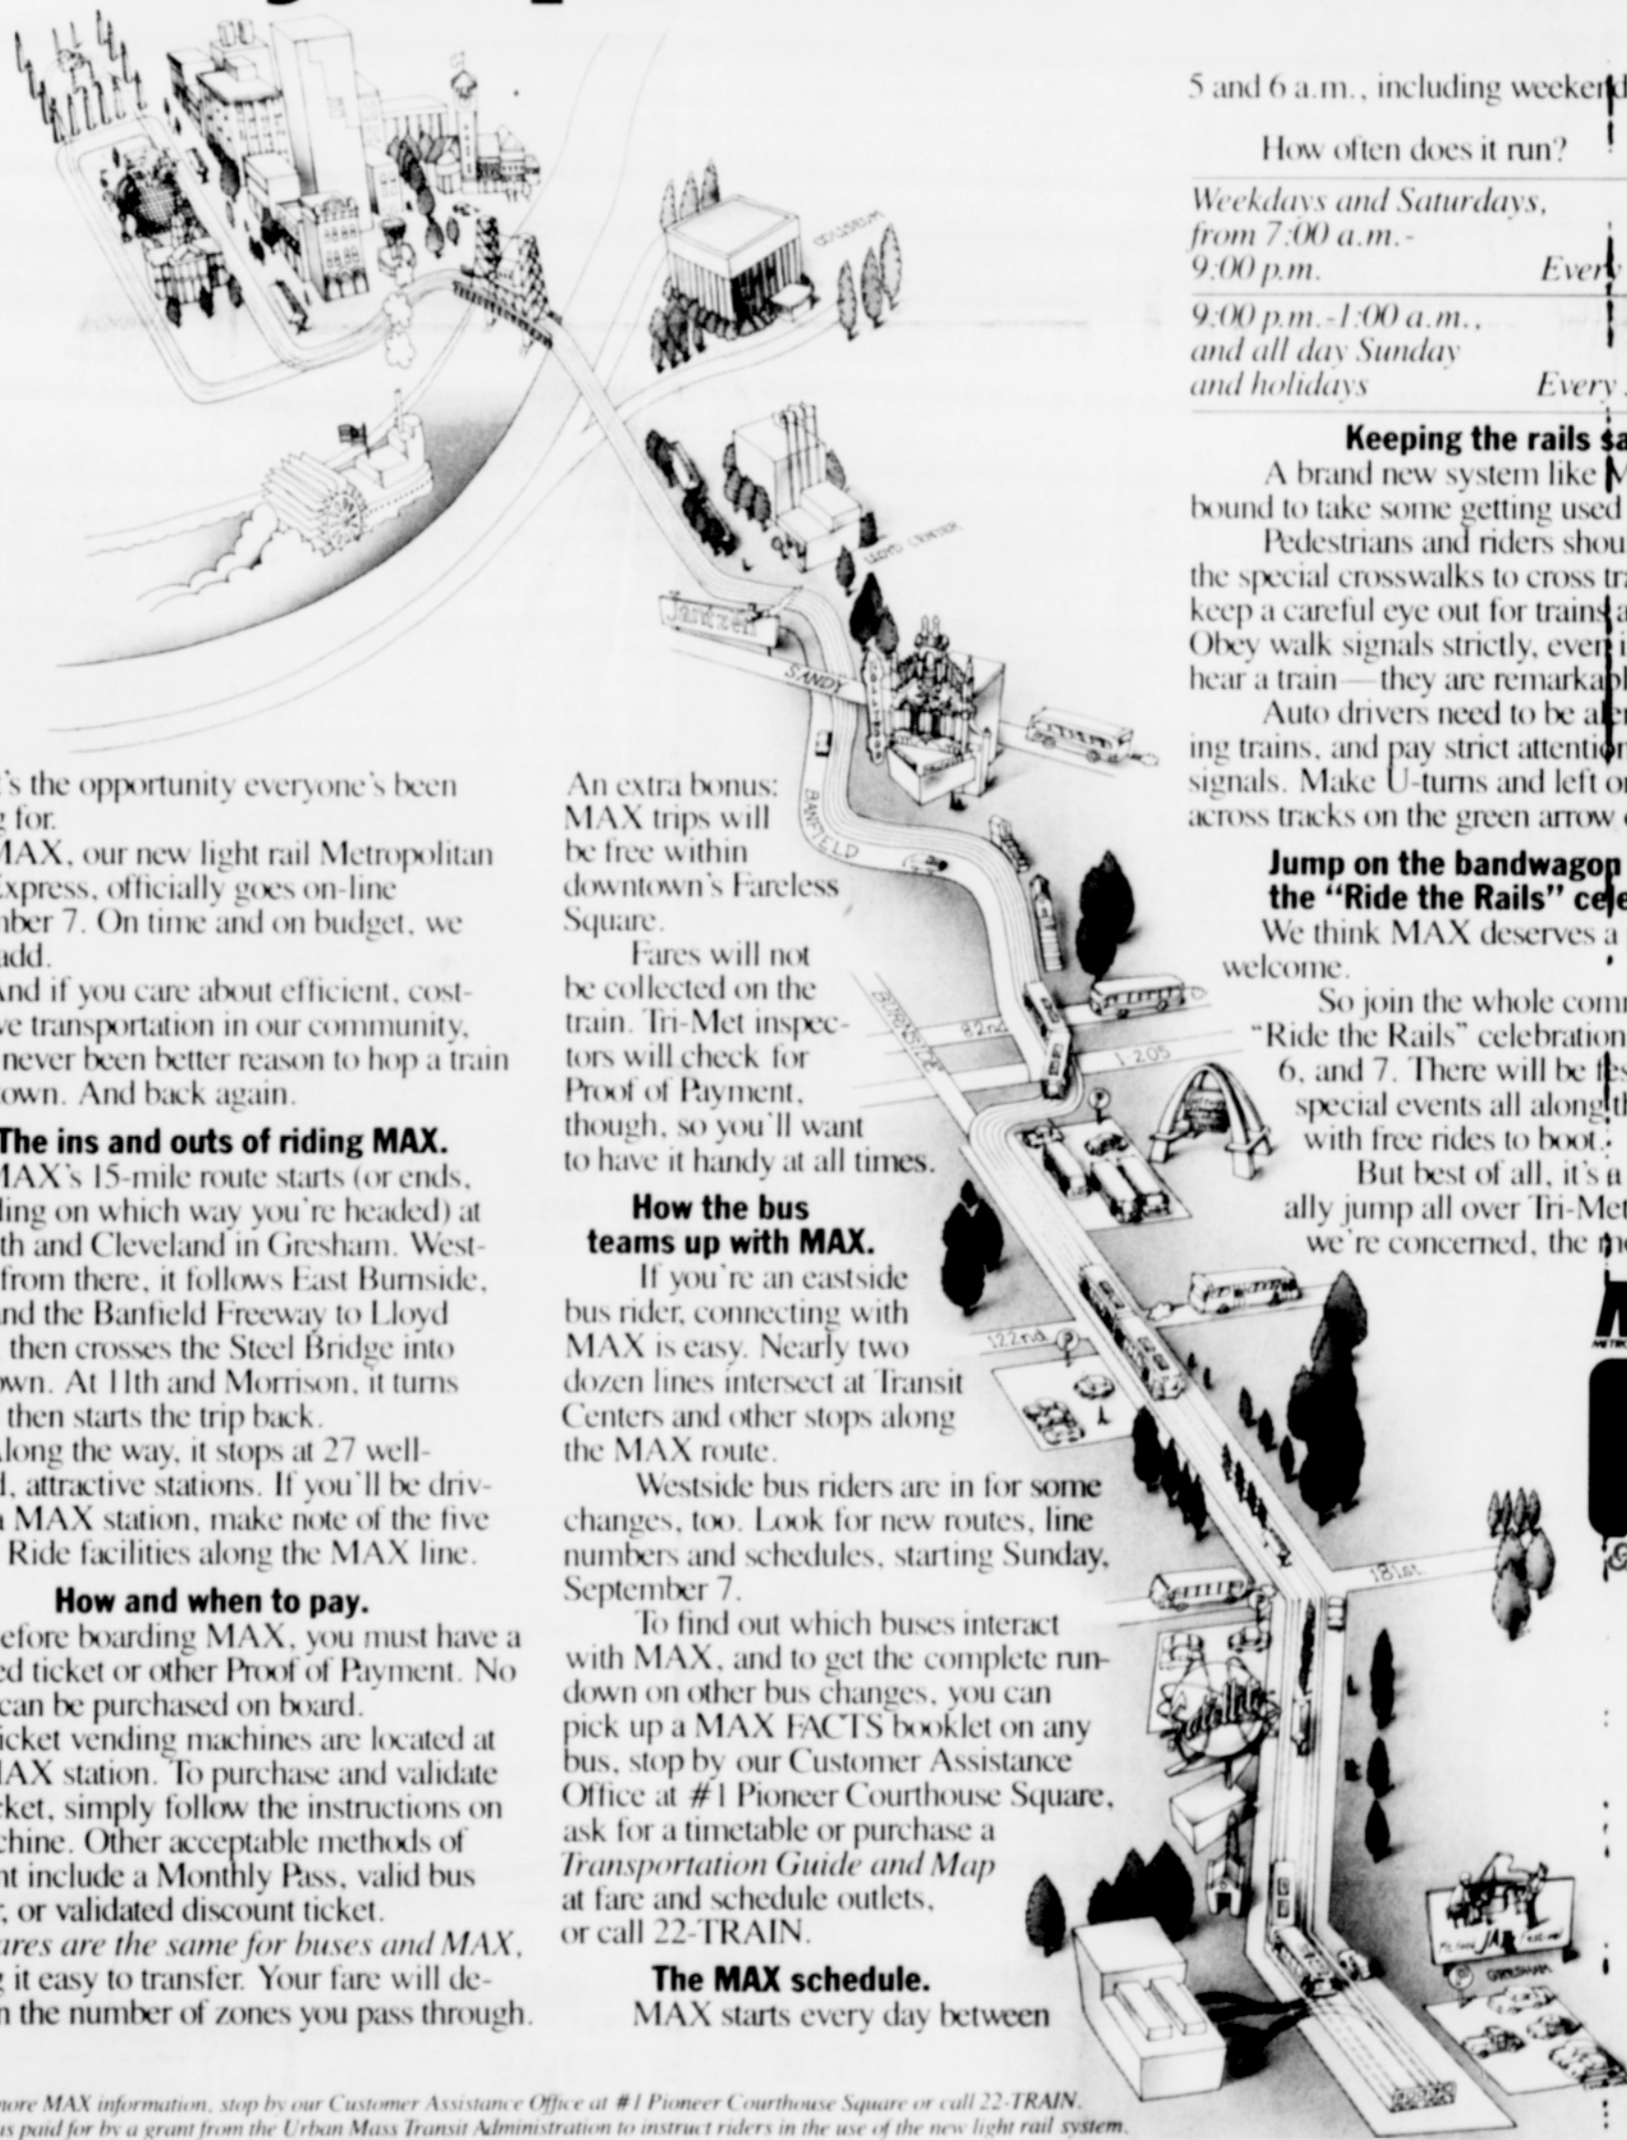 's the opportunity everyone's been
for.
MAX, our new light rail Metropolitan
Express, officially goes on-line
mber 7. On time and on budget, we
add.
And if you care about efficient, cost-
ve transportation in our community,
never been better reason to hop a train
own. And back again.
The ins and outs of riding MAX.
MAX's 15-mile route starts (or ends,
ding on which way you're headed) at
th and Cleveland in Gresham. West-
from there, it follows East Burnside,
and the Banfield Freeway to Lloyd
then crosses the Steel Bridge into
own. At 11th and Morrison, it turns
then starts the trip back.
Along the way, it stops at 27 well-
d, attractive stations. If you'll be driv-
a MAX station, make note of the five
Ride facilities along the MAX line.
How and when to pay.
efore boarding MAX, you must have a
ed ticket or other Proof of Payment. No
can be purchased on board.
icket vending machines are located at
MAX station. To purchase and validate
cket, simply follow the instructions on
chine. Other acceptable methods of
nt include a Monthly Pass, valid bus
r, or validated discount ticket.
ares are the same for buses and MAX,
g it easy to transfer. Your fare will de-
n the number of zones you pass through.
An extra bonus:
MAX trips will
be free within
downtown's Fareless
Square.
Fares will not
be collected on the
train. Tri-Met inspec-
tors will check for
Proof of Payment,
though, so you'll want
to have it handy at all times.
How the bus
teams up with MAX.
If you're an eastside
bus rider, connecting with
MAX is easy. Nearly two
dozen lines intersect at Transit
Centers and other stops along
the MAX route.
Westside bus riders are in for some
changes, too. Look for new routes, line
numbers and schedules, starting Sunday,
September 7.
To find out which buses interact
with MAX, and to get the complete run-
down on other bus changes, you can
pick up a MAX FACTS booklet on any
bus, stop by our Customer Assistance
Office at #1 Pioneer Courthouse Square,
ask for a timetable or purchase a
Transportation Guide and Map
at fare and schedule outlets,
or call 22-TRAIN.
The MAX schedule.
MAX starts every day between
5 and 6 a.m., including weekend
How often does it run?
Weekdays and Saturdays,
from 7:00 a.m.-
9:00 p.m. Every
9:00 p.m.-1:00 a.m.,
and all day Sunday
and holidays Every
Keeping the rails sa
A brand new system like M
bound to take some getting used
Pedestrians and riders shou
the special crosswalks to cross tra
keep a careful eye out for trains a
Obey walk signals strictly, even i
hear a train—they are remarkabl
Auto drivers need to be aler
ing trains, and pay strict attention
signals. Make U-turns and left or
across tracks on the green arrow
Jump on the bandwagon
the "Ride the Rails" cele
We think MAX deserves a
welcome.
So join the whole comm
"Ride the Rails" celebration
6, and 7. There will be fes
special events all along th
with free rides to boot.
But best of all, it's a
ally jump all over Tri-Met
we're concerned, the mo
METRO
COLISEUM
LLOYD CENTER
Jantzen
SANDY
HOLLYWOOD
BANFIELD
BURNSIDE
82nd
I-205
P
122nd
P
181st
Mt. Hood JAZZ Festival
P
GRESHAM
more MAX information, stop by our Customer Assistance Office at #1 Pioneer Courthouse Square or call 22-TRAIN.
as paid for by a grant from the Urban Mass Transit Administration to instruct riders in the use of the new light rail system.